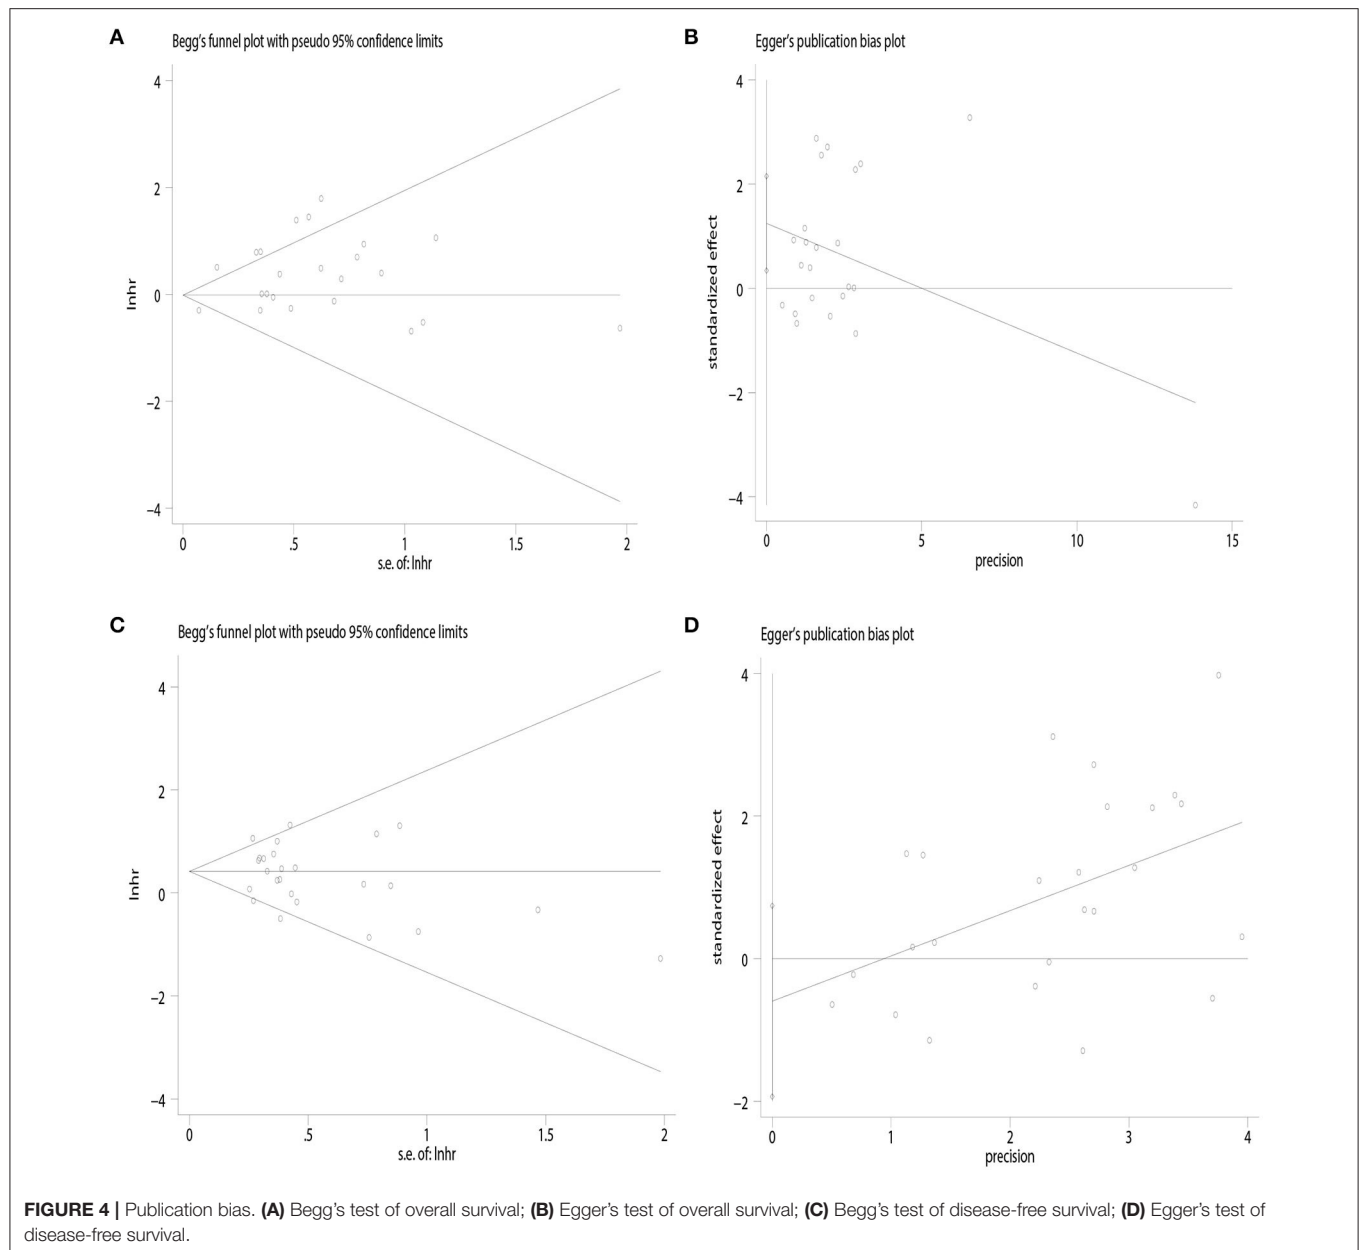 A
Begg's funnel plot with pseudo 95% confidence limits
4
2
0
−2
−4
lnhr
0 .5 1 1.5 2
s.e. of: lnhr
B
Egger's publication bias plot
4
2
0
−2
−4
standardized effect
0 5 10 15
precision
C
Begg's funnel plot with pseudo 95% confidence limits
4
2
0
−2
−4
lnhr
0 .5 1 1.5 2
s.e. of: lnhr
D
Egger's publication bias plot
4
2
0
−2
standardized effect
0 1 2 3 4
precision
FIGURE 4 | Publication bias. (A) Begg's test of overall survival; (B) Egger's test of overall survival; (C) Begg's test of disease-free survival; (D) Egger's test of
disease-free survival.